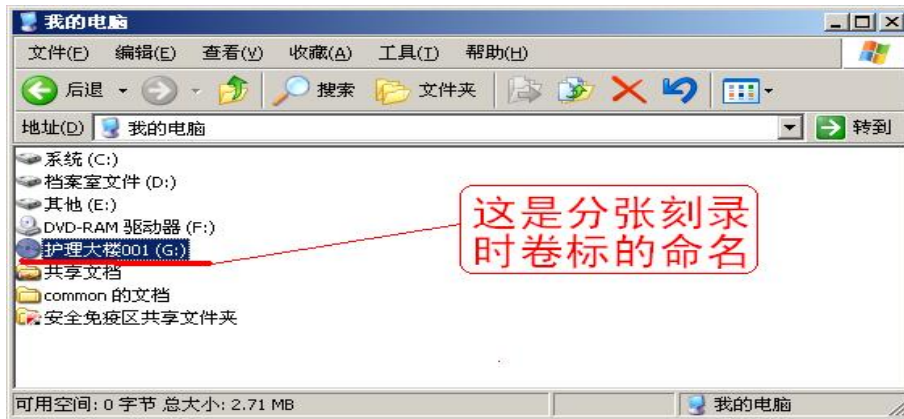 我的电脑
文件(F) 编辑(E) 查看(V) 收藏(A) 工具(T) 帮助(H)
后退 搜索 文件夹
地址(D) 我的电脑 转到
系统 (C:)
档案室文件 (D:)
其他 (E:)
DVD-RAM 驱动器 (F:)
护理大楼001 (G:)
共享文档
common 的文档
安全免疫区共享文件夹
这是分张刻录
时卷标的命名
可用空间: 0 字节 总大小: 2.71 MB 我的电脑